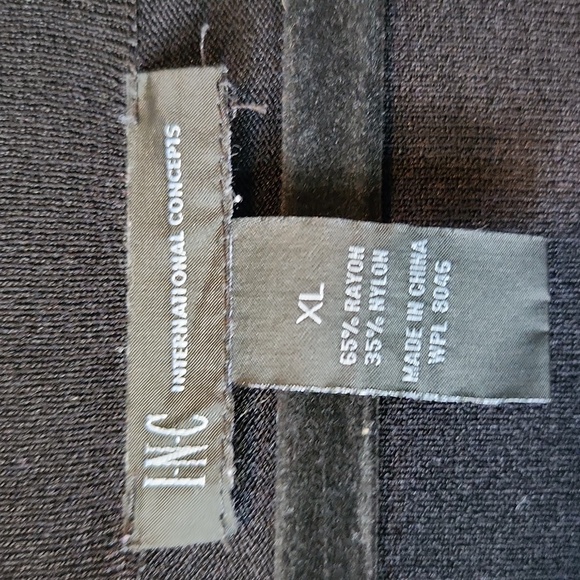 I·N·C INTERNATIONAL CONCEPTS
XL
65% RAYON
35% NYLON
MADE IN CHINA
WPL 8046